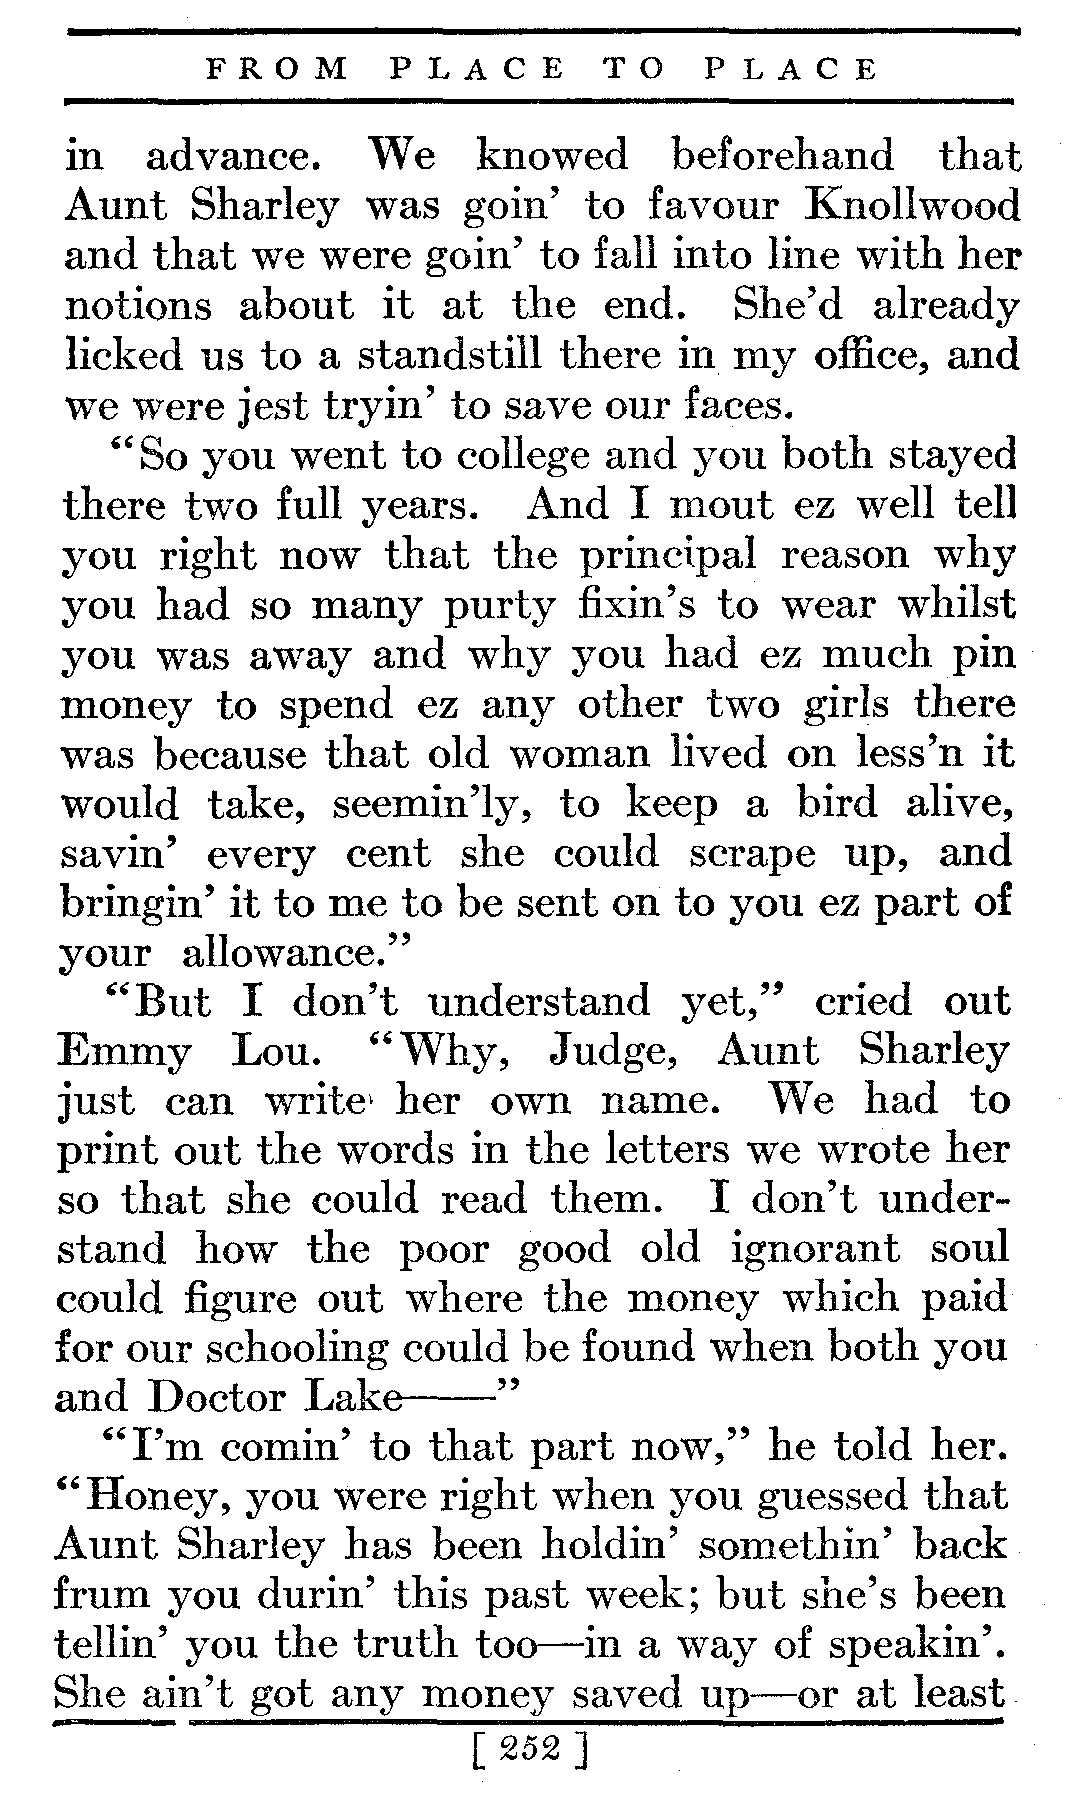 FROM PLACE TO PLACE
in advance. We knowed beforehand that
Aunt Sharley was goin’ to favour Knollwood
and that we were goin’ to fall into line with her
notions about it at the end. She’d already
licked us to a standstill there in my office, and
we were jest tryin’ to save our faces.
“So you went to college and you both stayed
there two full years. And I mout ez well tell
you right now that the principal reason why
you had so many purty fixin’s to wear whilst
you was away and why you had ez much pin
money to spend ez any other two girls there
was because that old woman lived on less’n it
would take, seemin’ly, to keep a bird alive,
savin’ every cent she could scrape up, and
bringin’ it to me to be sent on to you ez part of
your allowance.”
“But I don’t understand yet,” cried out
Emmy Lou. “Why, Judge, Aunt Sharley
just can write her own name. We had to
print out the words in the letters we wrote her
so that she could read them. I don’t under-
stand how the poor good old ignorant soul
could figure out where the money which paid
for our schooling could be found when both you
and Doctor Lake——”
“I’m comin’ to that part now,” he told her.
“Honey, you were right when you guessed that
Aunt Sharley has been holdin’ somethin’ back
frum you durin’ this past week; but she’s been
tellin’ you the truth too—in a way of speakin’.
She ain’t got any money saved up—or at least
[ 252 ]